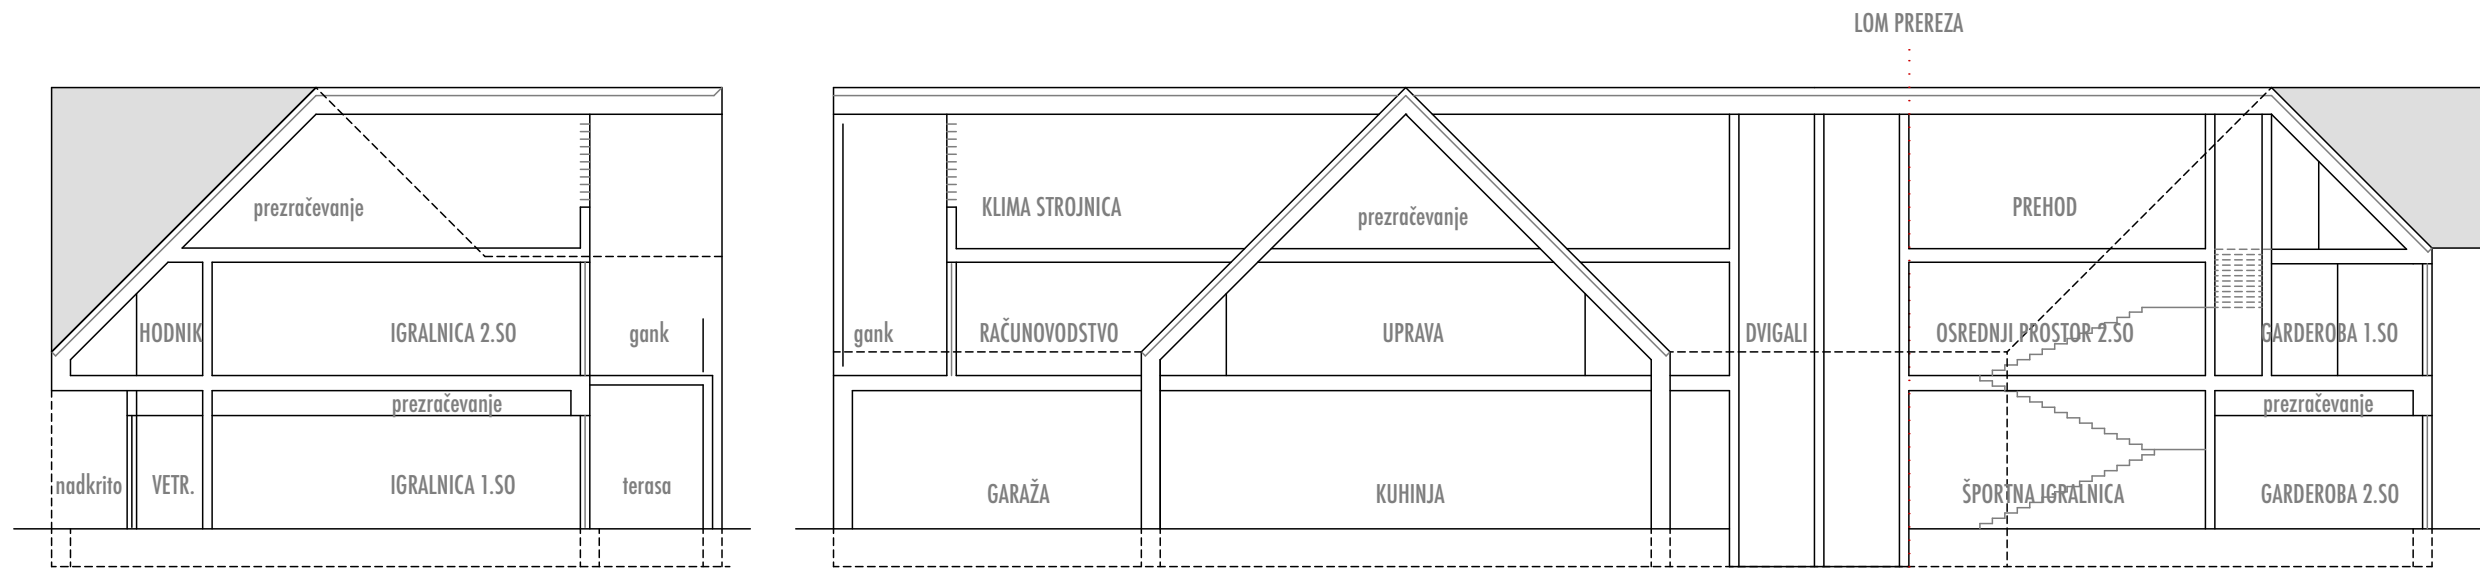 LOM PREREZA
prezračevanje
HODNIK
IGRALNICA 2.SO
gank
prezračevanje
nadkrito
VETR.
IGRALNICA 1.SO
terasa
KLIMA STROJNICA
prezračevanje
PREHOD
gank
RAČUNOVODSTVO
UPRAVA
DVIGALI
OSREDNJI PROSTOR 2.SO
GARDEROBA 1.SO
prezračevanje
GARAŽA
KUHINJA
ŠPORTNA IGRALNICA
GARDEROBA 2.SO